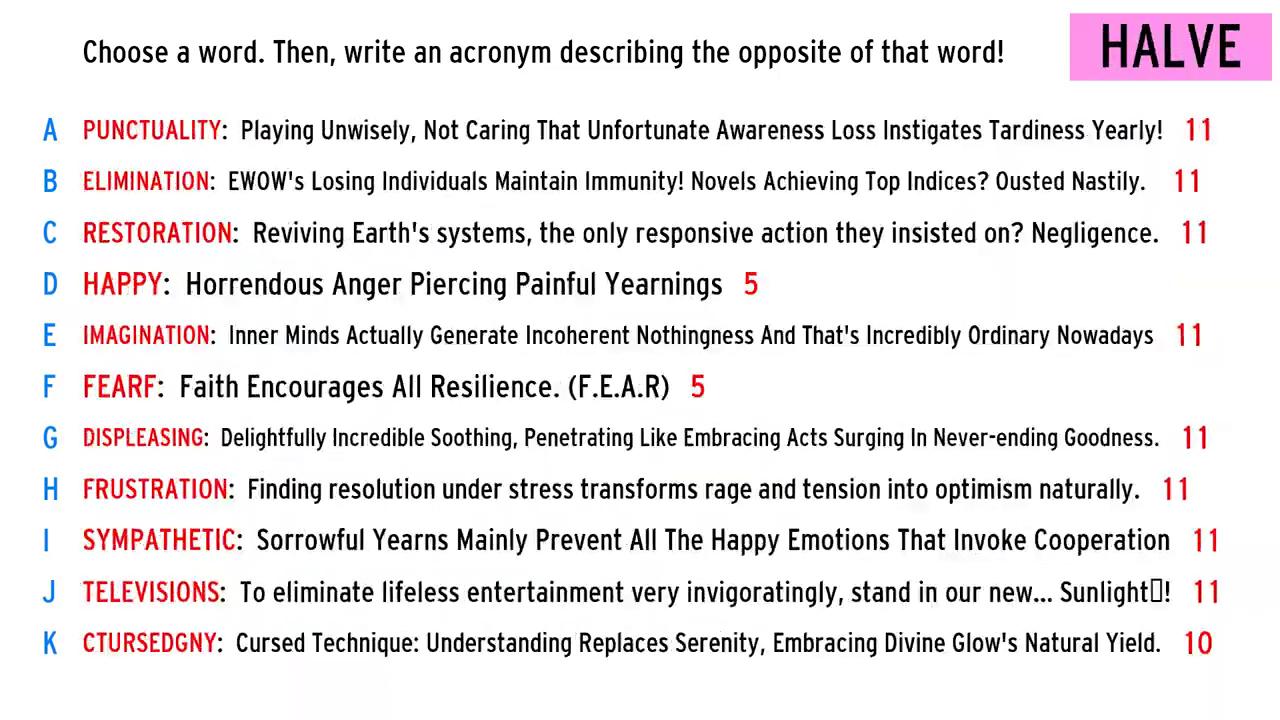 Choose a word. Then, write an acronym describing the opposite of that word!
HALVE
A PUNCTUALITY: Playing Unwisely, Not Caring That Unfortunate Awareness Loss Instigates Tardiness Yearly! 11
B ELIMINATION: EWOW's Losing Individuals Maintain Immunity! Novels Achieving Top Indices? Ousted Nastily. 11
C RESTORATION: Reviving Earth's systems, the only responsive action they insisted on? Negligence. 11
D HAPPY: Horrendous Anger Piercing Painful Yearnings 5
E IMAGINATION: Inner Minds Actually Generate Incoherent Nothingness And That's Incredibly Ordinary Nowadays 11
F FEARF: Faith Encourages All Resilience. (F.E.A.R) 5
G DISPLEASING: Delightfully Incredible Soothing, Penetrating Like Embracing Acts Surging In Never-ending Goodness. 11
H FRUSTRATION: Finding resolution under stress transforms rage and tension into optimism naturally. 11
I SYMPATHETIC: Sorrowful Yearns Mainly Prevent All The Happy Emotions That Invoke Cooperation 11
J TELEVISIONS: To eliminate lifeless entertainment very invigoratingly, stand in our new... Sunlight▯! 11
K CTURSEDGNY: Cursed Technique: Understanding Replaces Serenity, Embracing Divine Glow's Natural Yield. 10